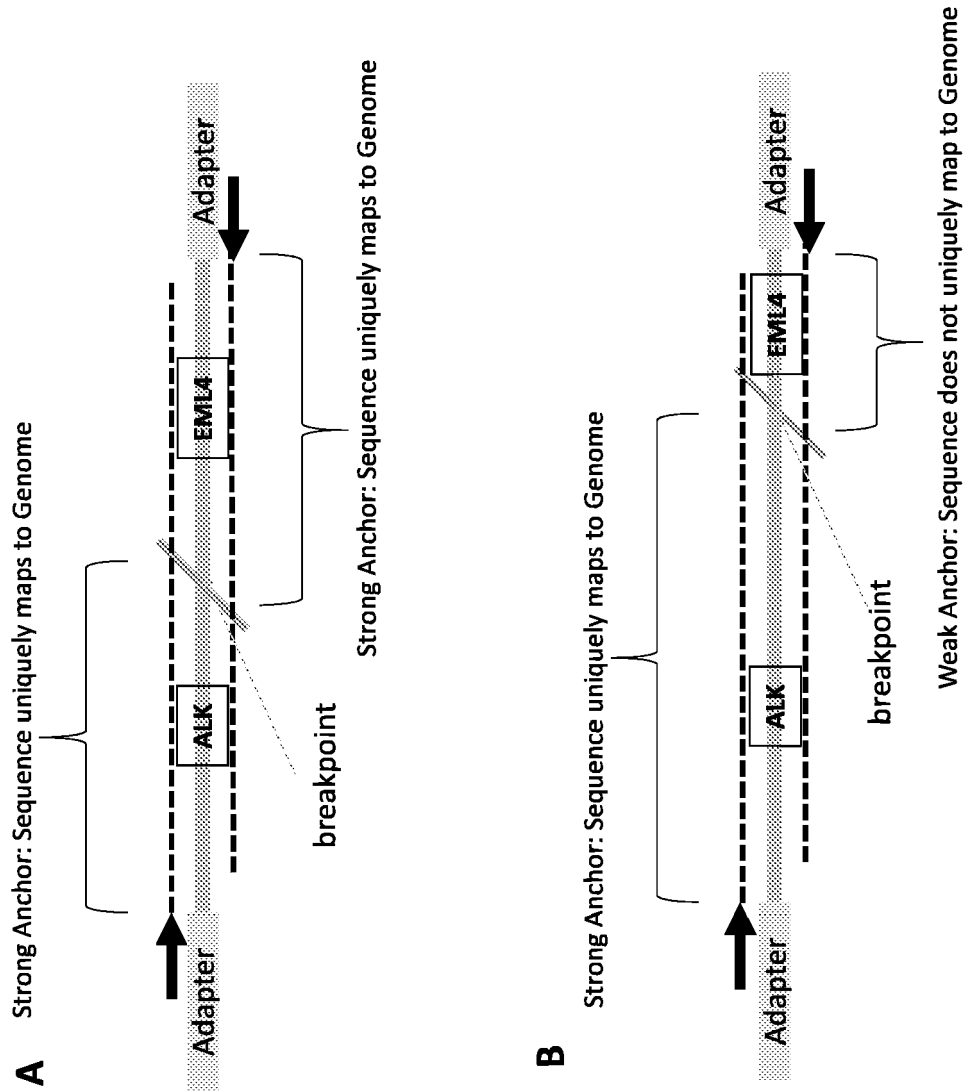 A
Strong Anchor: Sequence uniquely maps to Genome
Adapter
ALK
EML4
Adapter
breakpoint
Strong Anchor: Sequence uniquely maps to Genome
B
Strong Anchor: Sequence uniquely maps to Genome
Adapter
ALK
EML4
Adapter
breakpoint
Weak Anchor: Sequence does not uniquely map to Genome